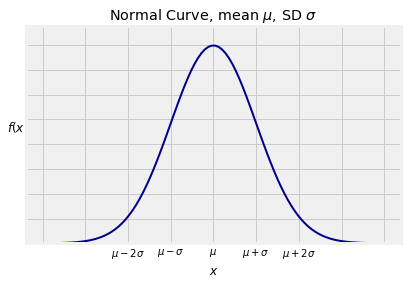 Normal Curve, mean μ, SD σ
f(x
μ − 2σ μ − σ μ μ + σ μ + 2σ
x